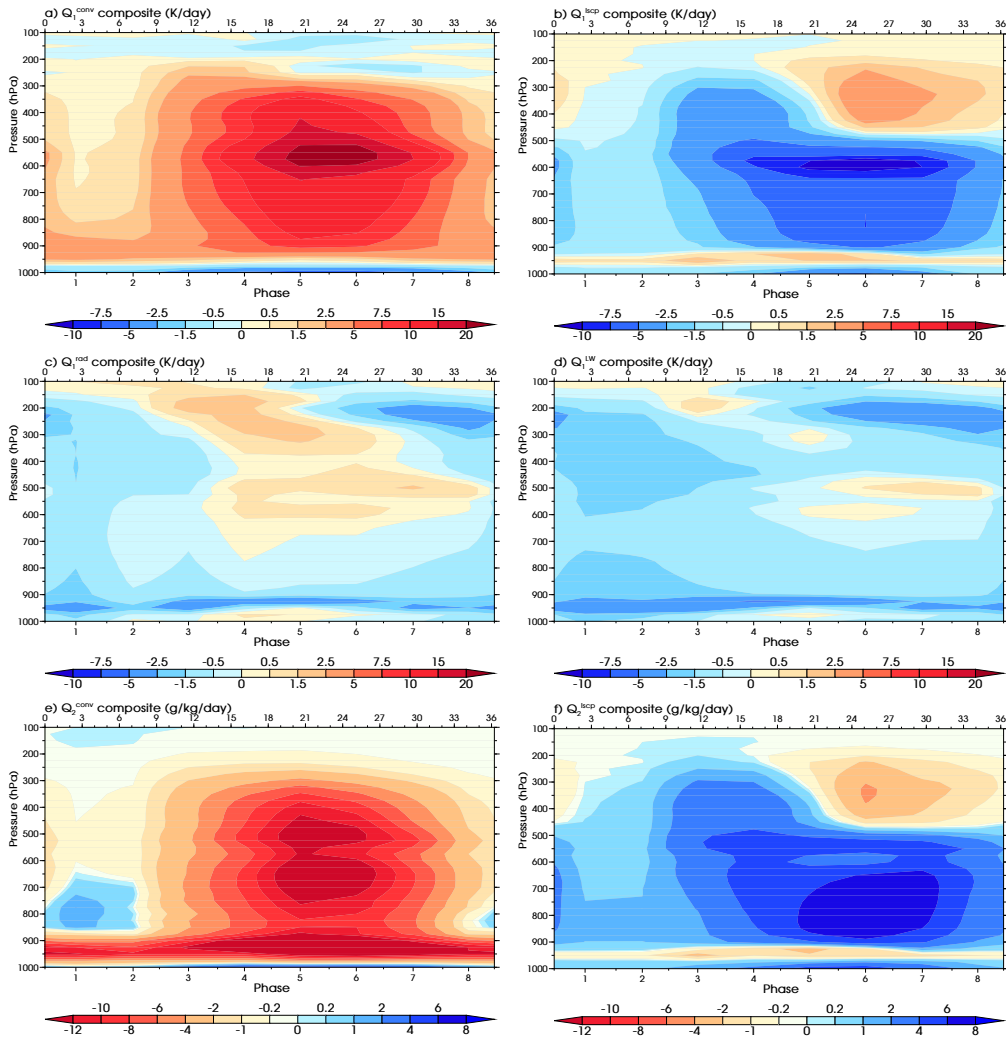 a) Q₁ᶜᵒⁿᵛ composite (K/day)
0 3 6 9 12 15 18 21 24 27 30 33 36
Pressure (hPa)
100
200
300
400
500
600
700
800
900
1000
1 2 3 4 5 6 7 8
Phase
-7.5 -2.5 -0.5 0.5 2.5 7.5 15
-10 -5 -1.5 0 1.5 5 10 20
b) Q₁ˡˢᶜᵖ composite (K/day)
0 3 6 9 12 15 18 21 24 27 30 33 36
Pressure (hPa)
100
200
300
400
500
600
700
800
900
1000
1 2 3 4 5 6 7 8
Phase
-7.5 -2.5 -0.5 0.5 2.5 7.5 15
-10 -5 -1.5 0 1.5 5 10 20
c) Q₁ʳᵃᵈ composite (K/day)
0 3 6 9 12 15 18 21 24 27 30 33 36
Pressure (hPa)
100
200
300
400
500
600
700
800
900
1000
1 2 3 4 5 6 7 8
Phase
-7.5 -2.5 -0.5 0.5 2.5 7.5 15
-10 -5 -1.5 0 1.5 5 10 20
d) Q₁ᴸᵂ composite (K/day)
0 3 6 9 12 15 18 21 24 27 30 33 36
Pressure (hPa)
100
200
300
400
500
600
700
800
900
1000
1 2 3 4 5 6 7 8
Phase
-7.5 -2.5 -0.5 0.5 2.5 7.5 15
-10 -5 -1.5 0 1.5 5 10 20
e) Q₂ᶜᵒⁿᵛ composite (g/kg/day)
0 3 6 9 12 15 18 21 24 27 30 33 36
Pressure (hPa)
100
200
300
400
500
600
700
800
900
1000
1 2 3 4 5 6 7 8
Phase
-10 -6 -2 -0.2 0.2 2 6
-12 -8 -4 -1 0 1 4 8
f) Q₂ˡˢᶜᵖ composite (g/kg/day)
0 3 6 9 12 15 18 21 24 27 30 33 36
Pressure (hPa)
100
200
300
400
500
600
700
800
900
1000
1 2 3 4 5 6 7 8
Phase
-10 -6 -2 -0.2 0.2 2 6
-12 -8 -4 -1 0 1 4 8